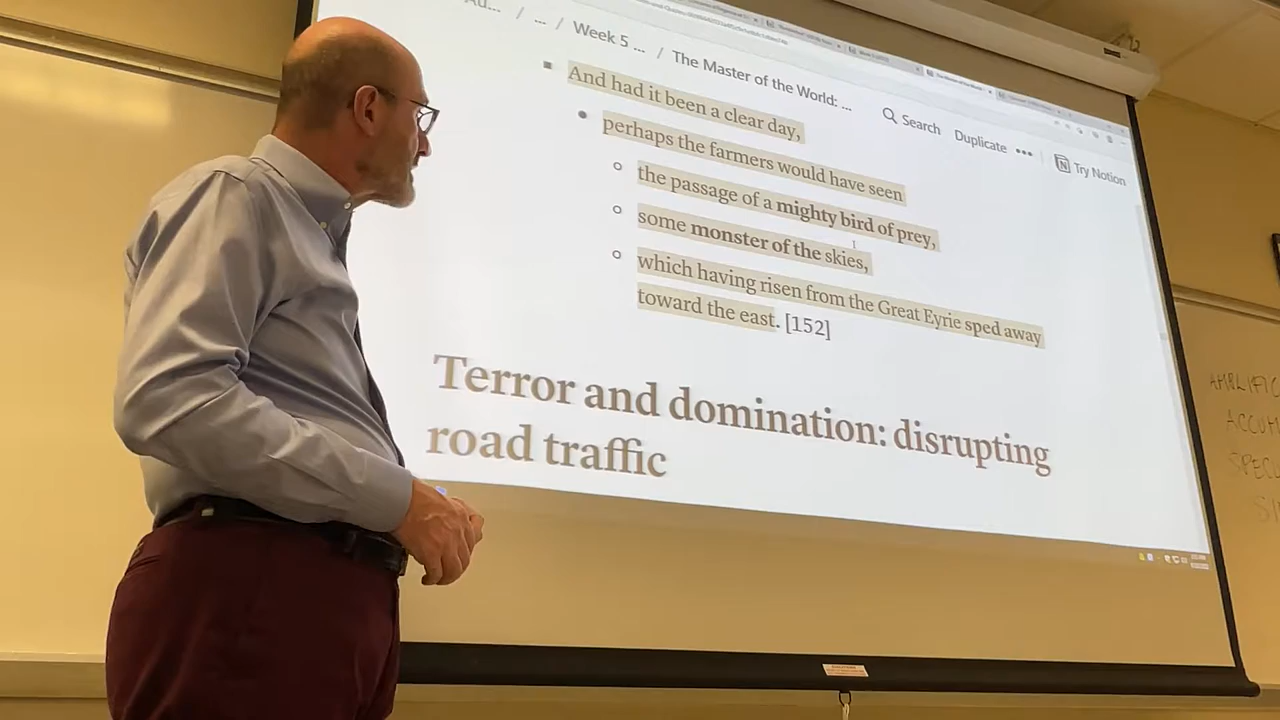 / ... / Week 5 ... / The Master of the World: ...
Search Duplicate ••• Try Notion
And had it been a clear day,
perhaps the farmers would have seen
the passage of a mighty bird of prey,
some monster of the skies,
which having risen from the Great Eyrie sped away
toward the east. [152]
Terror and domination: disrupting
road traffic